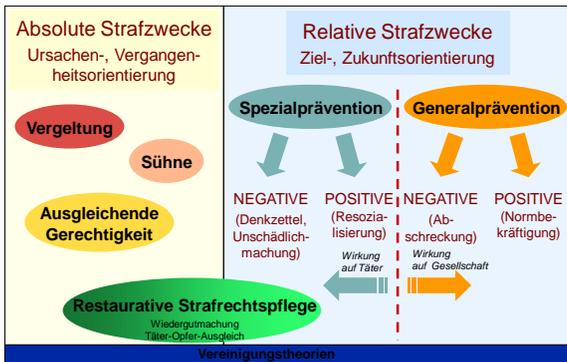 Absolute Strafzwecke
Ursachen-, Vergangen-
heitsorientierung
Vergeltung
Sühne
Ausgleichende
Gerechtigkeit
Relative Strafzwecke
Ziel-, Zukunftsorientierung
Spezialprävention
Generalprävention
NEGATIVE
(Denkzettel,
Unschädlich-
machung)
POSITIVE
(Resozia-
lisierung)
NEGATIVE
(Ab-
schreckung)
POSITIVE
(Normbe-
kräftigung)
Wirkung
auf Täter
Wirkung
auf Gesellschaft
Restaurative Strafrechtspflege
Wiedergutmachung
Täter-Opfer-Ausgleich
Vereinigungstheorien